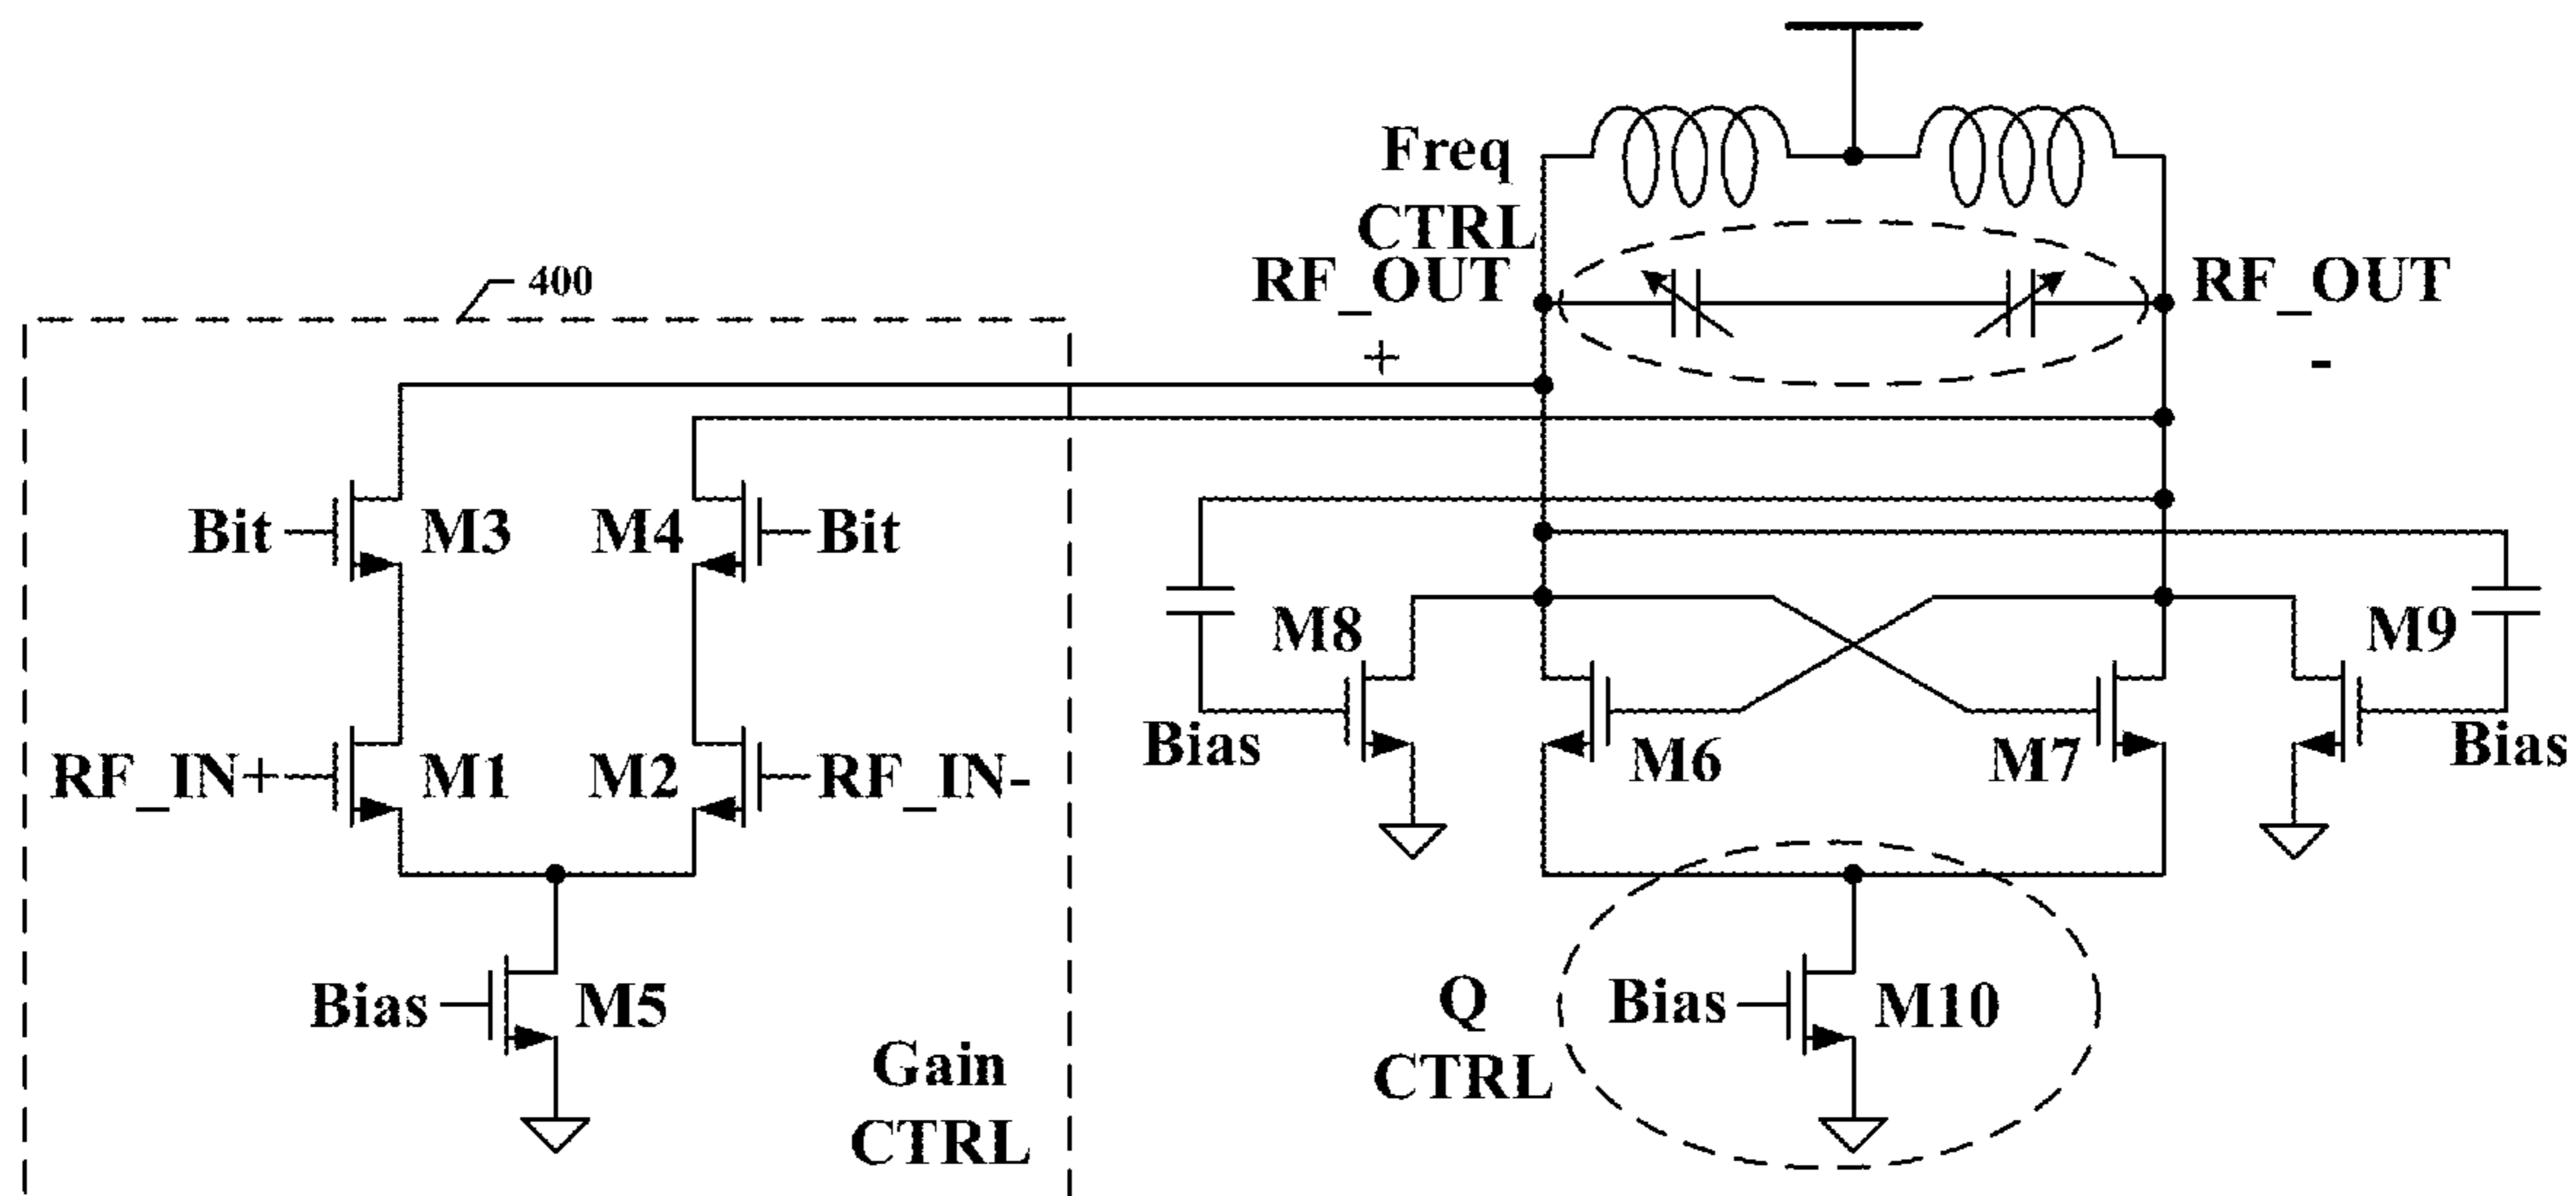 Freq
CTRL
400
RF_OUT
+
RF_OUT
-
Bit
M3
M4
Bit
M8
M9
RF_IN+
M1
M2
RF_IN-
Bias
M6
M7
Bias
Bias
M5
Q
CTRL
Bias
M10
Gain
CTRL